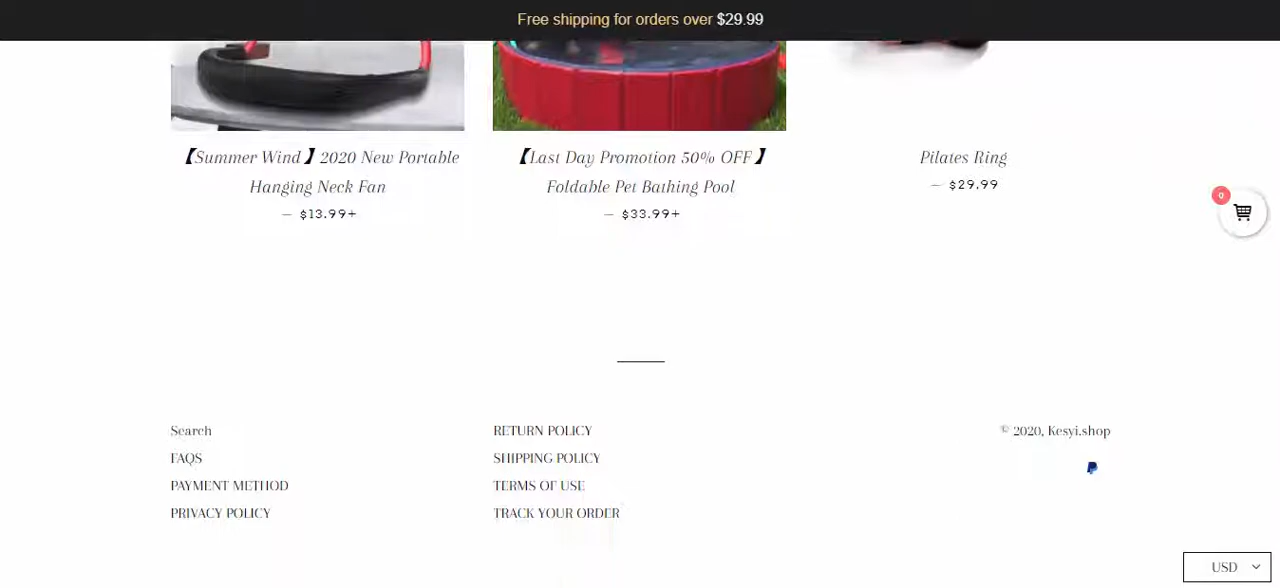 Free shipping for orders over $29.99
【Summer Wind】2020 New Portable
Hanging Neck Fan
— $13.99+
【Last Day Promotion 50% OFF】
Foldable Pet Bathing Pool
— $33.99+
Pilates Ring
— $29.99
0
Search
FAQS
PAYMENT METHOD
PRIVACY POLICY
RETURN POLICY
SHIPPING POLICY
TERMS OF USE
TRACK YOUR ORDER
© 2020, Kesyi.shop
USD